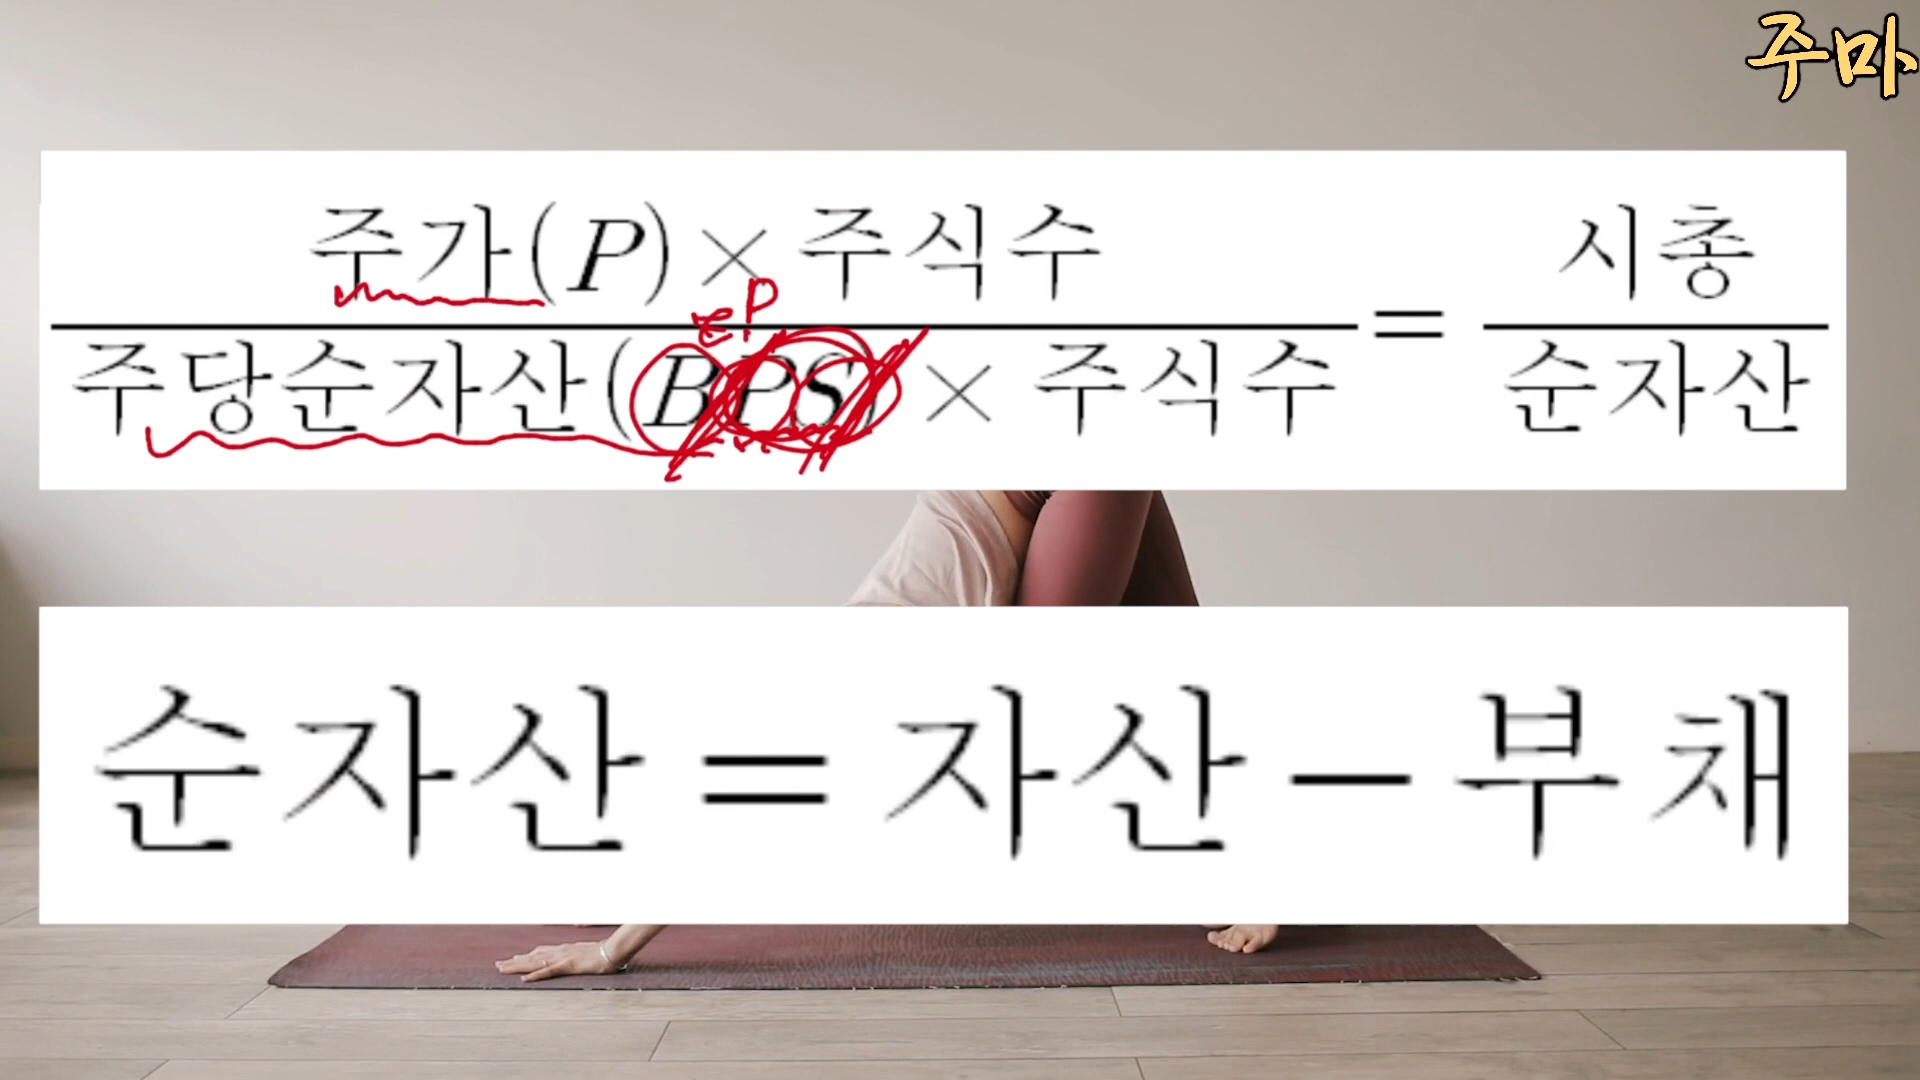 주마
주가(P) × 주식수
주당순자산(BPS) × 주식수
=
시총
순자산
P
순자산 = 자산 − 부채